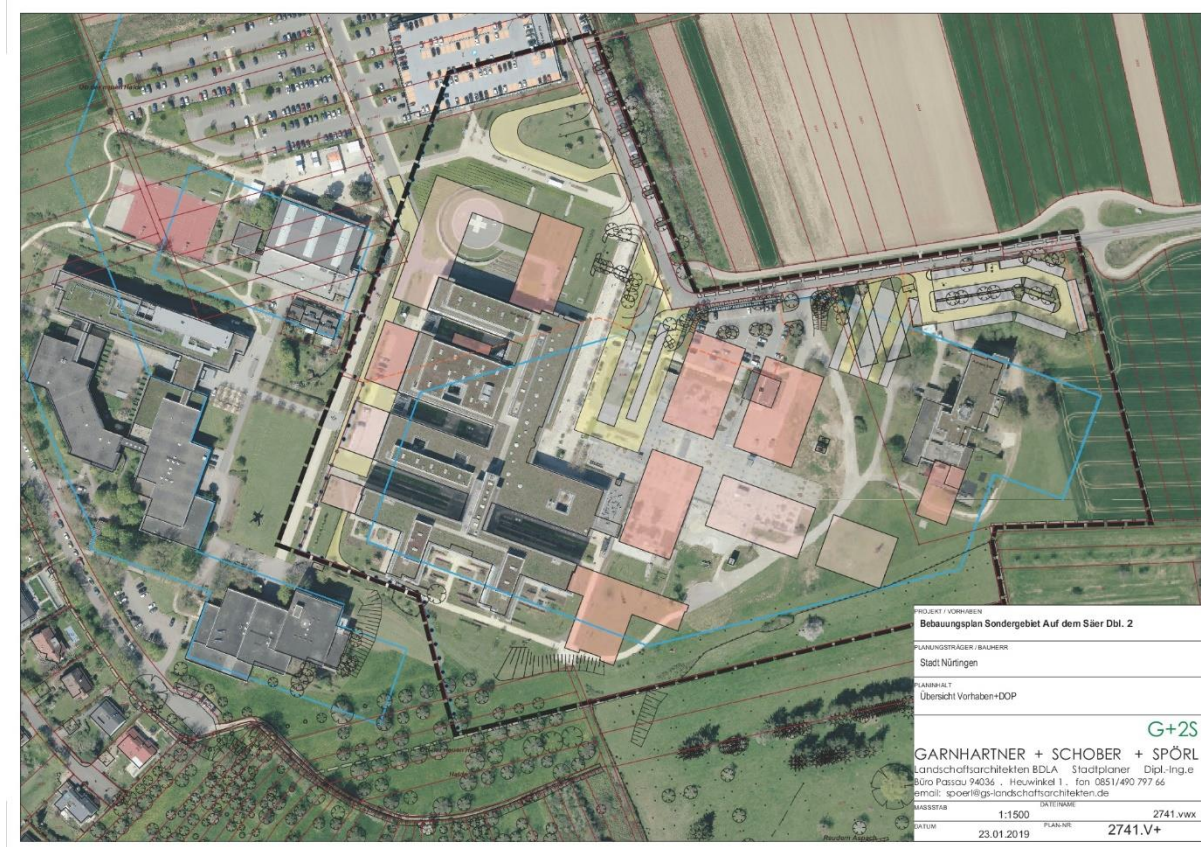 PROJEKT / VORHABEN
Bebauungsplan Sondergebiet Auf dem Säer Dbl. 2
PLANUNGSTRÄGER / BAUHERR
Stadt Nürtingen
PLANINHALT
Übersicht Vorhaben+DOP
G+2S
GARNHARTNER + SCHOBER + SPÖRL
Landschaftsarchitekten BDLA Stadtplaner Dipl.-Ing.e
Büro Passau 94036 . Heuwinkel 1 . fon 0851/490 797 66
email: spoerl@gs-landschaftsarchitekten.de
MASSSTAB
1:1500
DATEINAME
2741.vwx
DATUM
23.01.2019
PLAN-NR.
2741.V+